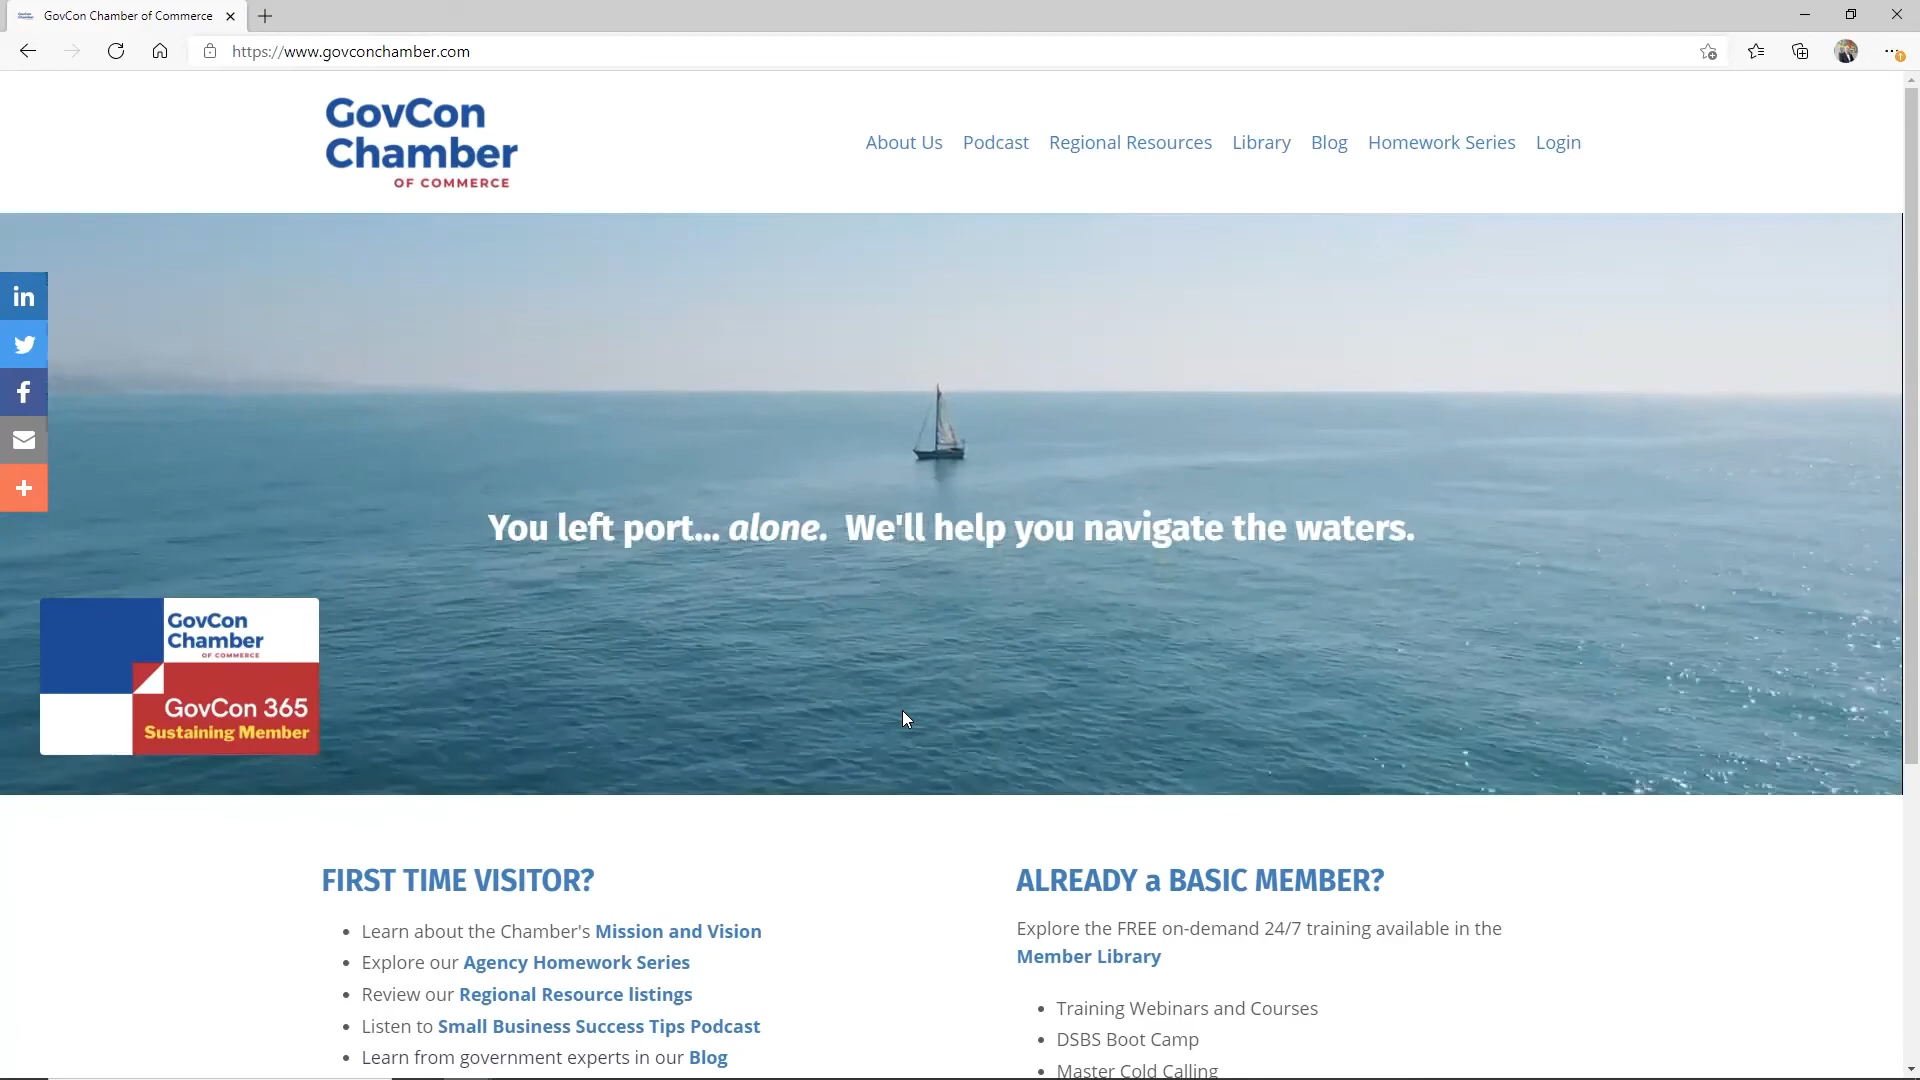 GovCon Chamber of Commerce
https://www.govconchamber.com
GovCon
Chamber
OF COMMERCE
About Us Podcast Regional Resources Library Blog Homework Series Login
in
You left port... alone. We'll help you navigate the waters.
GovCon
Chamber
OF COMMERCE
GovCon 365
Sustaining Member
FIRST TIME VISITOR?
• Learn about the Chamber's Mission and Vision
• Explore our Agency Homework Series
• Review our Regional Resource listings
• Listen to Small Business Success Tips Podcast
• Learn from government experts in our Blog
ALREADY a BASIC MEMBER?
Explore the FREE on-demand 24/7 training available in the
Member Library
• Training Webinars and Courses
• DSBS Boot Camp
• Master Cold Calling